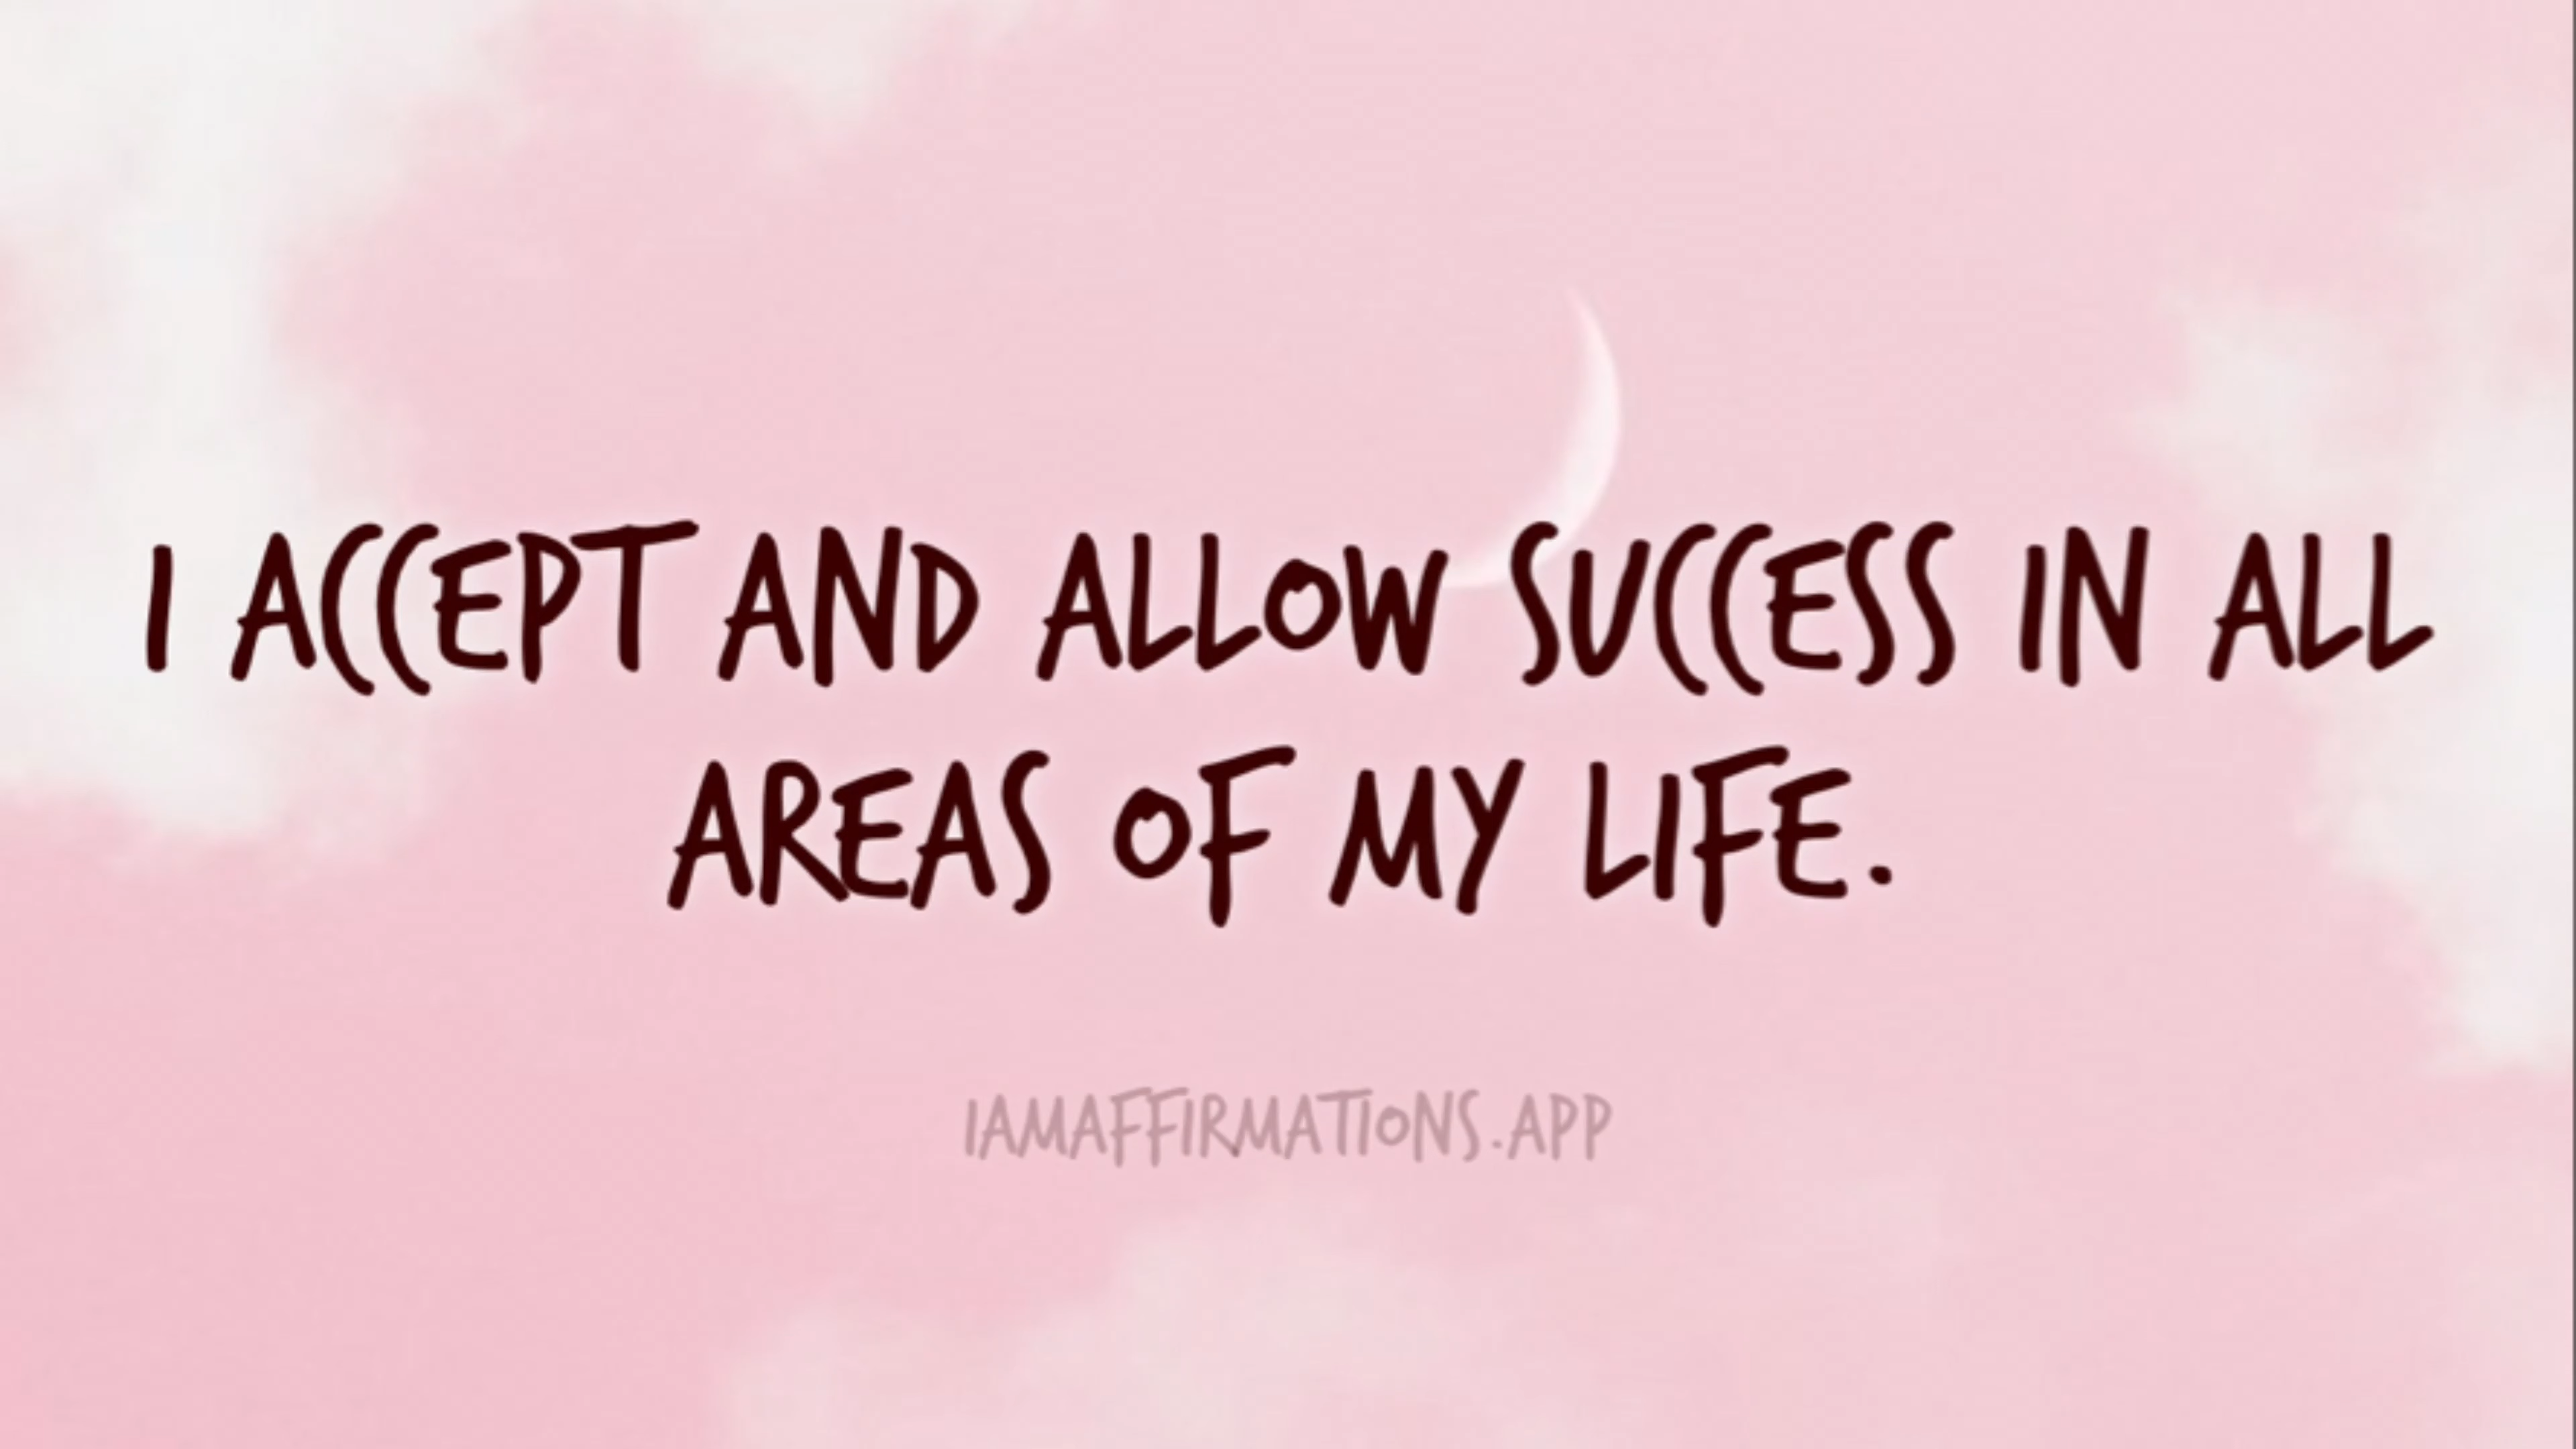 I ACCEPT AND ALLOW SUCCESS IN ALL
AREAS OF MY LIFE.
IAMAFFIRMATIONS.APP